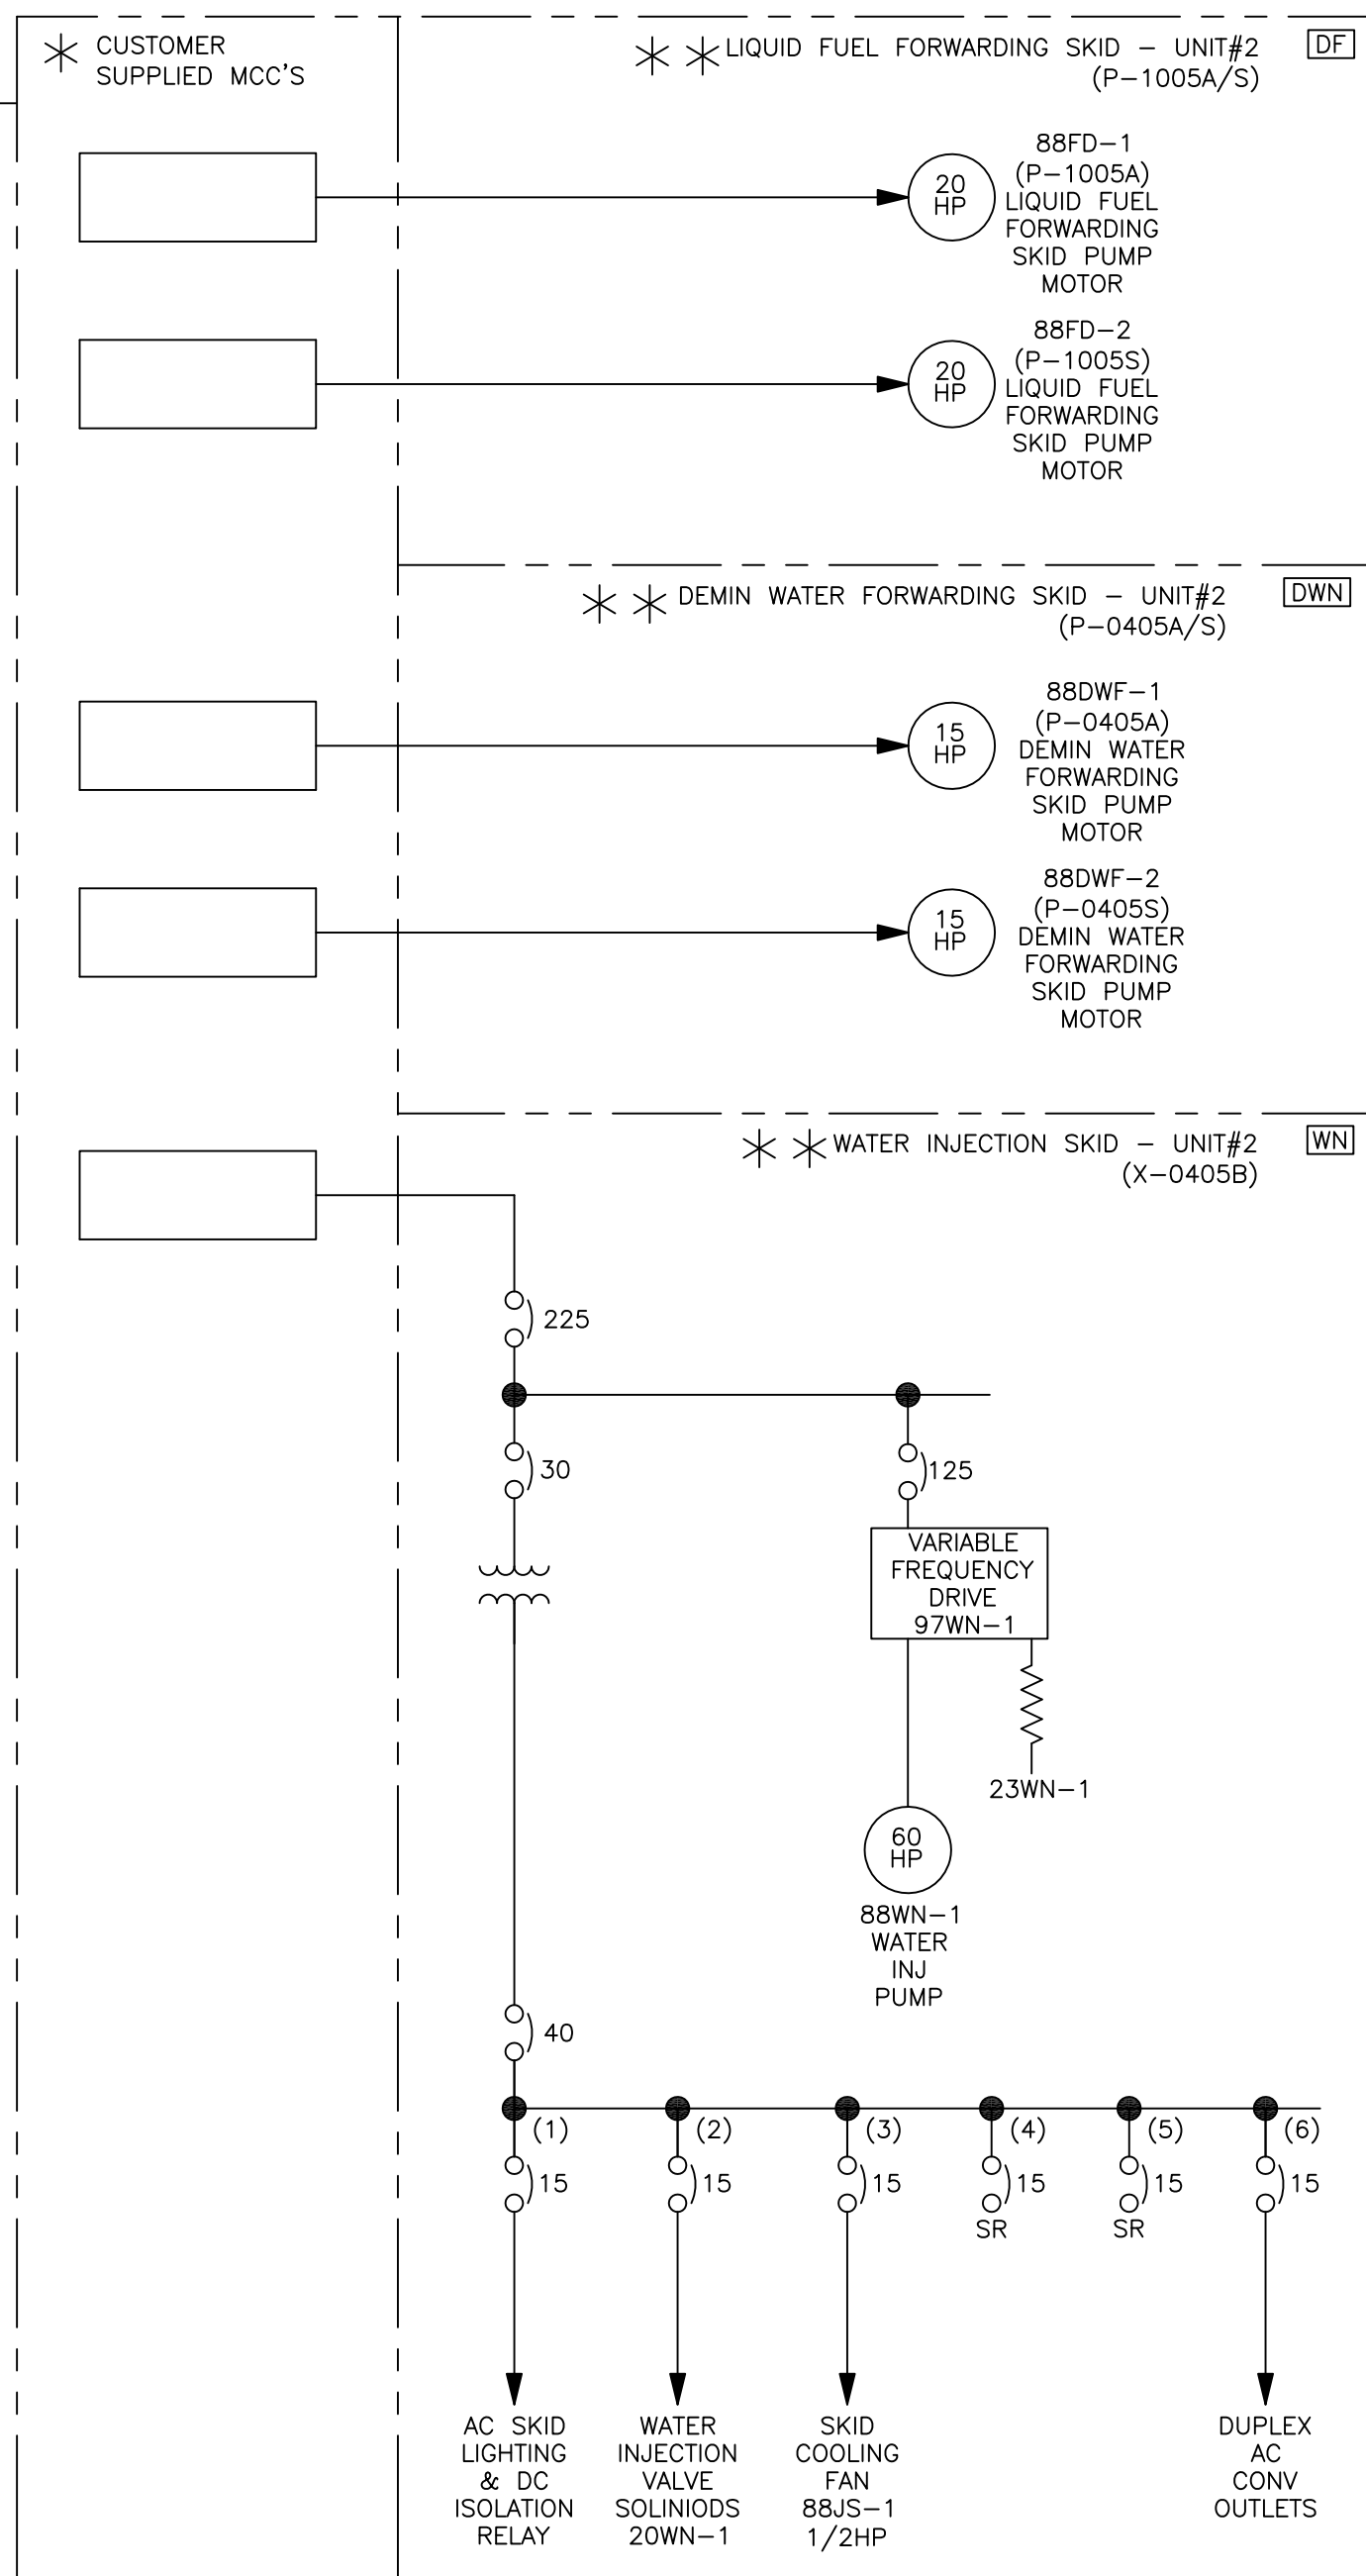 CUSTOMER
SUPPLIED MCC'S
LIQUID FUEL FORWARDING SKID - UNIT#2
(P-1005A/S)
DF
20
HP
88FD-1
(P-1005A)
LIQUID FUEL
FORWARDING
SKID PUMP
MOTOR
20
HP
88FD-2
(P-1005S)
LIQUID FUEL
FORWARDING
SKID PUMP
MOTOR
DEMIN WATER FORWARDING SKID - UNIT#2
(P-0405A/S)
DWN
15
HP
88DWF-1
(P-0405A)
DEMIN WATER
FORWARDING
SKID PUMP
MOTOR
15
HP
88DWF-2
(P-0405S)
DEMIN WATER
FORWARDING
SKID PUMP
MOTOR
WATER INJECTION SKID - UNIT#2
(X-0405B)
WN
225
30
125
VARIABLE
FREQUENCY
DRIVE
97WN-1
23WN-1
60
HP
88WN-1
WATER
INJ
PUMP
40
(1)
(2)
(3)
(4)
(5)
(6)
15
15
15
15
15
15
SR
SR
AC SKID
LIGHTING
& DC
ISOLATION
RELAY
WATER
INJECTION
VALVE
SOLINIODS
20WN-1
SKID
COOLING
FAN
88JS-1
1/2HP
DUPLEX
AC
CONV
OUTLETS